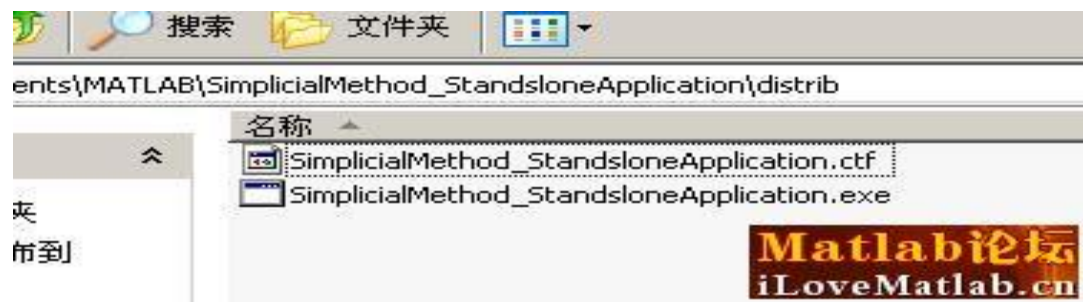 搜索 文件夹
ents\MATLAB\SimplicialMethod_StandsloneApplication\distrib
名称
SimplicialMethod_StandsloneApplication.ctf
SimplicialMethod_StandsloneApplication.exe
夹
布到
Matlab论坛
iLoveMatlab.cn